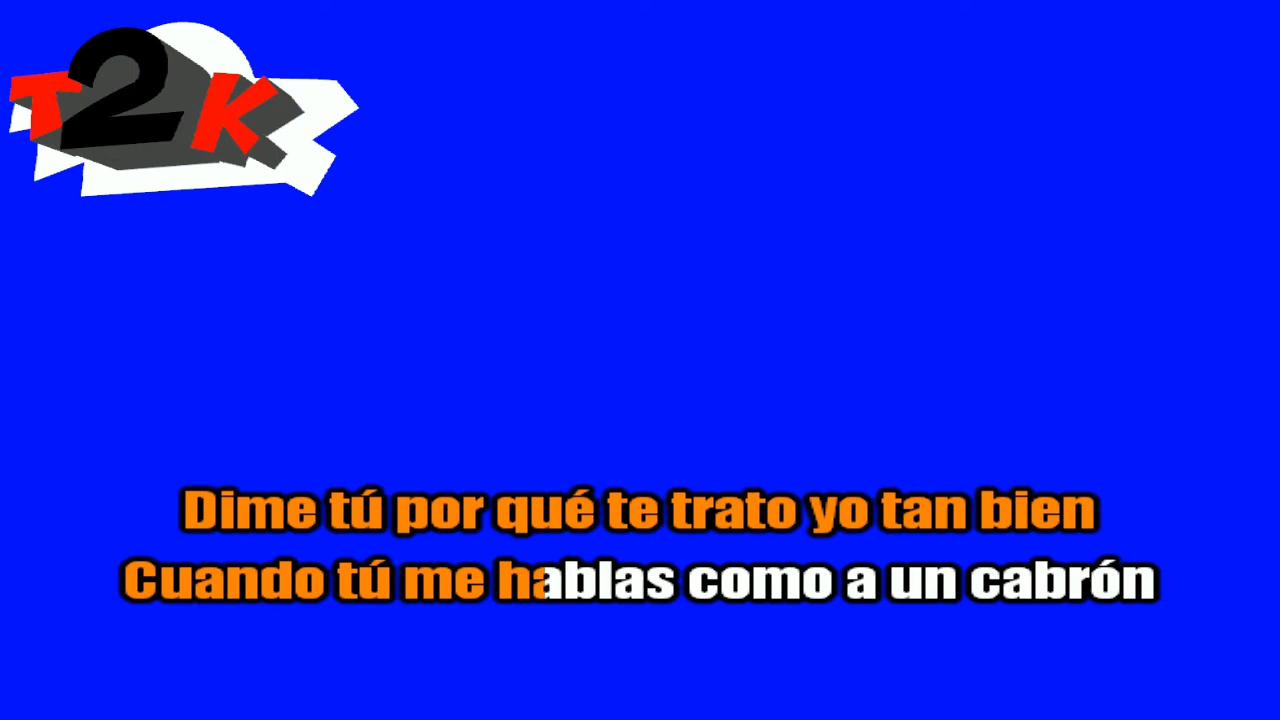 T2K
Dime tú por qué te trato yo tan bien
Cuando tú me hablas como a un cabrón